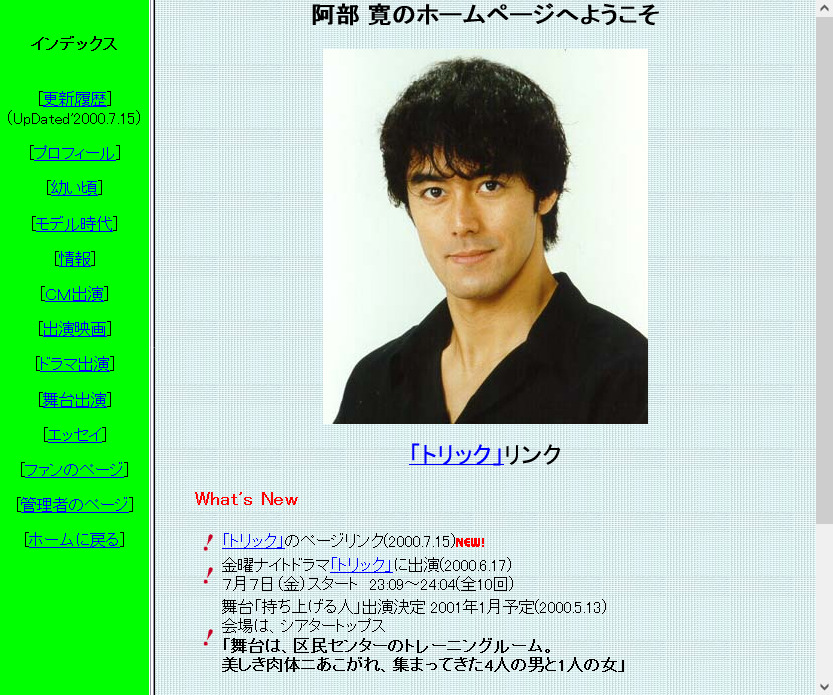 インデックス
[更新履歴]
(UpDated'2000.7.15)
[プロフィール]
[幼い頃]
[モデル時代]
[情報]
[CM出演]
[出演映画]
[ドラマ出演]
[舞台出演]
[エッセイ]
[ファンのページ]
[管理者のページ]
[ホームに戻る]
阿部 寛のホームページへようこそ
「トリック」リンク
What's New
! 「トリック」のページリンク(2000.7.15)NEW!
! 金曜ナイトドラマ「トリック」に出演(2000.6.17)
7月7日（金）スタート　23:09～24:04(全10回)
! 舞台「持ち上げる人」出演決定 2001年1月予定(2000.5.13)
会場は、シアタートップス
「舞台は、区民センターのトレーニングルーム。
美しき肉体ニあこがれ、集まってきた4人の男と1人の女」